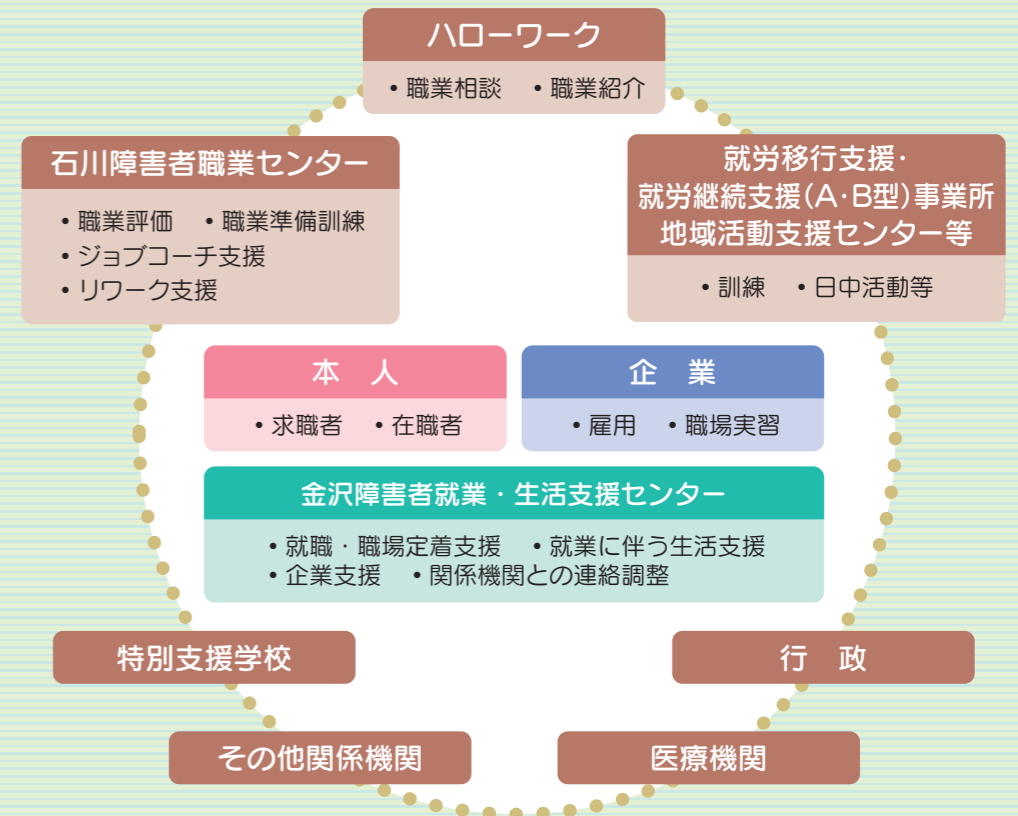 ハローワーク
・職業相談 ・職業紹介
石川障害者職業センター
・職業評価 ・職業準備訓練
・ジョブコーチ支援
・リワーク支援
就労移行支援・
就労継続支援(A・B型)事業所
地域活動支援センター等
・訓練 ・日中活動等
本 人
・求職者 ・在職者
企 業
・雇用 ・職場実習
金沢障害者就業・生活支援センター
・就職・職場定着支援 ・就業に伴う生活支援
・企業支援 ・関係機関との連絡調整
特別支援学校
行 政
その他関係機関
医療機関